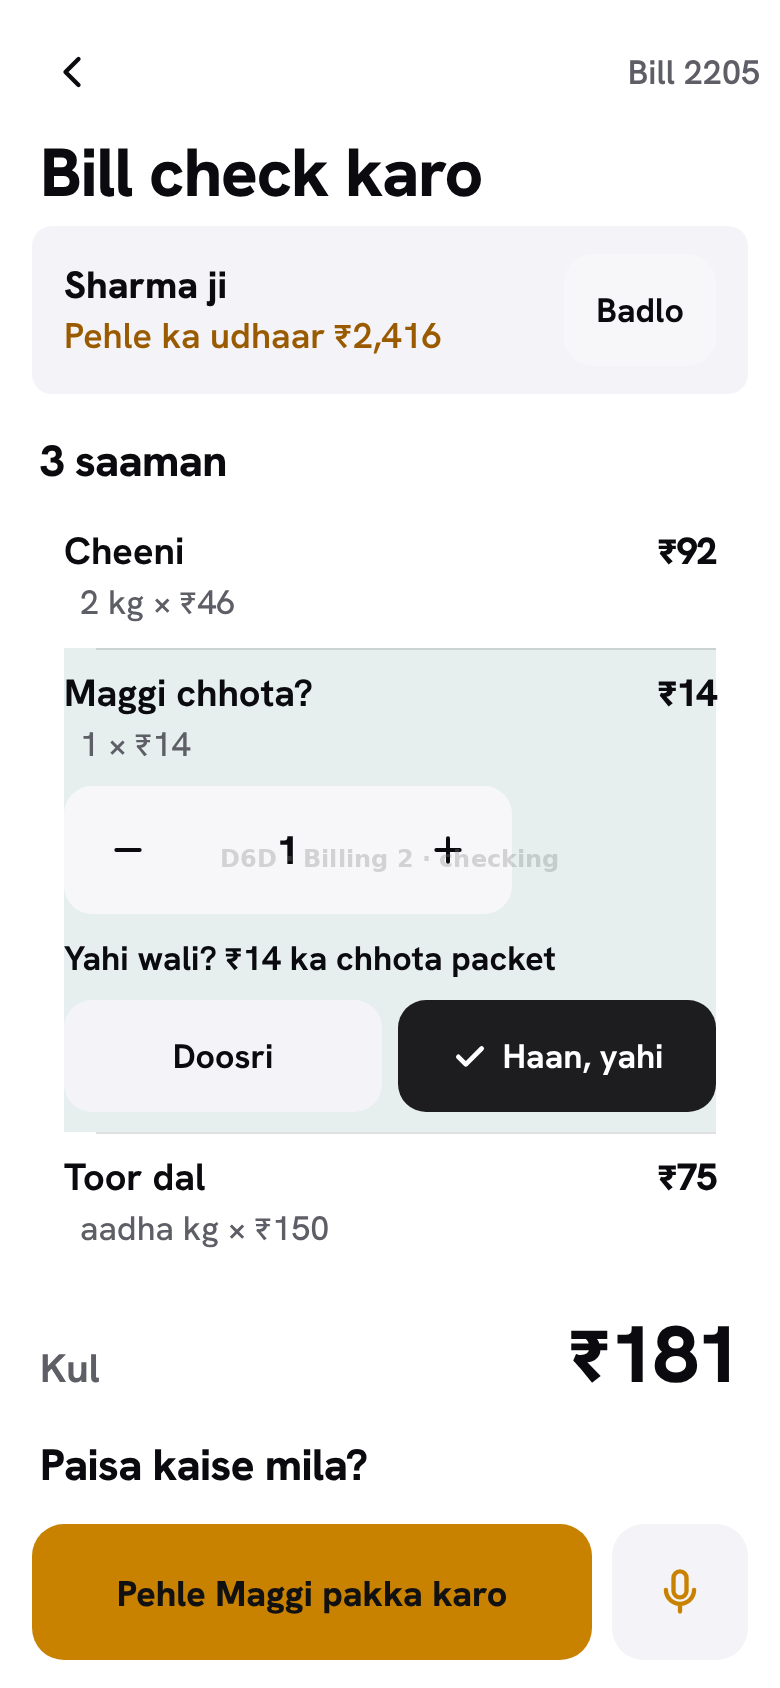 Bill 2205
Bill check karo
Sharma ji
Pehle ka udhaar ₹2,416
Badlo
3 saaman
Cheeni ₹92
2 kg × ₹46
Maggi chhota? ₹14
1 × ₹14
− 1 +
D6D · Billing 2 · checking
Yahi wali? ₹14 ka chhota packet
Doosri
Haan, yahi
Toor dal ₹75
aadha kg × ₹150
Kul ₹181
Paisa kaise mila?
Pehle Maggi pakka karo